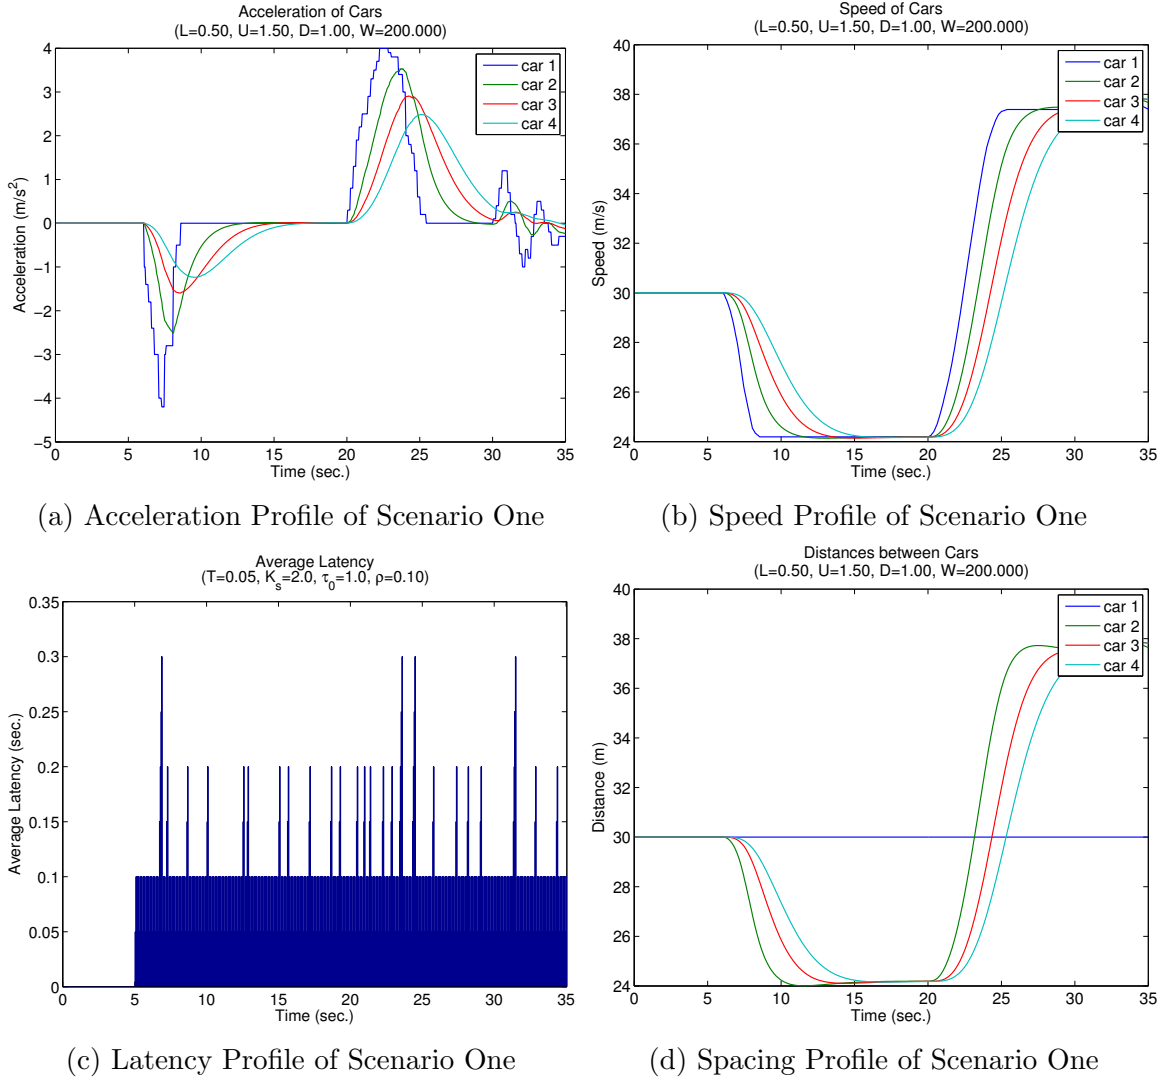 Acceleration of Cars
(L=0.50, U=1.50, D=1.00, W=200.000)
4
3
2
1
0
−1
−2
−3
−4
−5
Acceleration (m/s²)
car 1
car 2
car 3
car 4
0 5 10 15 20 25 30 35
Time (sec.)
(a) Acceleration Profile of Scenario One
Speed of Cars
(L=0.50, U=1.50, D=1.00, W=200.000)
40
38
36
34
32
30
28
26
24
Speed (m/s)
car 1
car 2
car 3
car 4
0 5 10 15 20 25 30 35
Time (sec.)
(b) Speed Profile of Scenario One
Average Latency
(T=0.05, K_s=2.0, τ_0=1.0, ρ=0.10)
0.35
0.3
0.25
0.2
0.15
0.1
0.05
0
Average Latency (sec.)
0 5 10 15 20 25 30 35
Time (sec.)
(c) Latency Profile of Scenario One
Distances between Cars
(L=0.50, U=1.50, D=1.00, W=200.000)
40
38
36
34
32
30
28
26
24
Distance (m)
car 1
car 2
car 3
car 4
0 5 10 15 20 25 30 35
Time (sec.)
(d) Spacing Profile of Scenario One